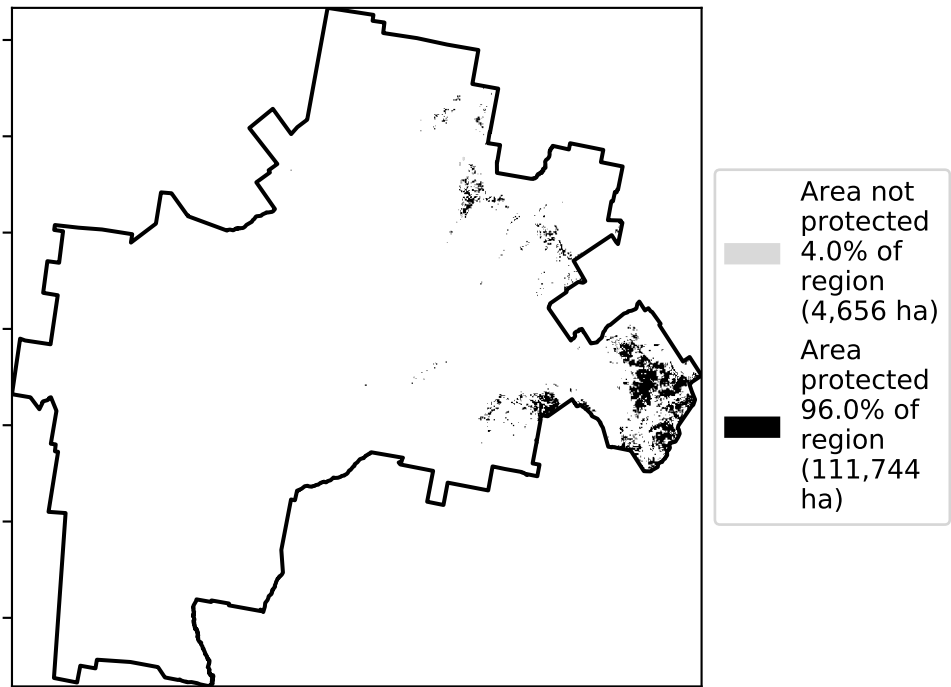 Area not
protected
4.0% of
region
(4,656 ha)
Area
protected
96.0% of
region
(111,744
ha)